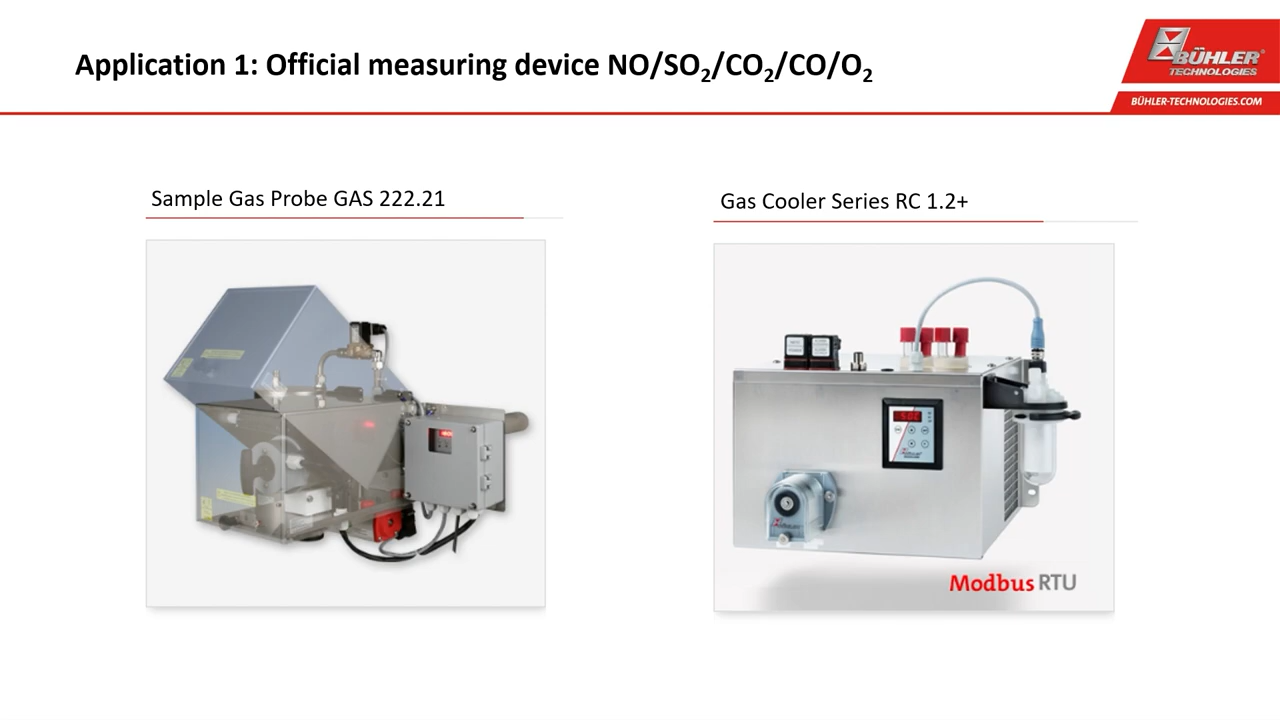 Application 1: Official measuring device NO/SO₂/CO₂/CO/O₂
BÜHLER®
TECHNOLOGIES
BÜHLER-TECHNOLOGIES.COM
Sample Gas Probe GAS 222.21
Gas Cooler Series RC 1.2+
Modbus RTU